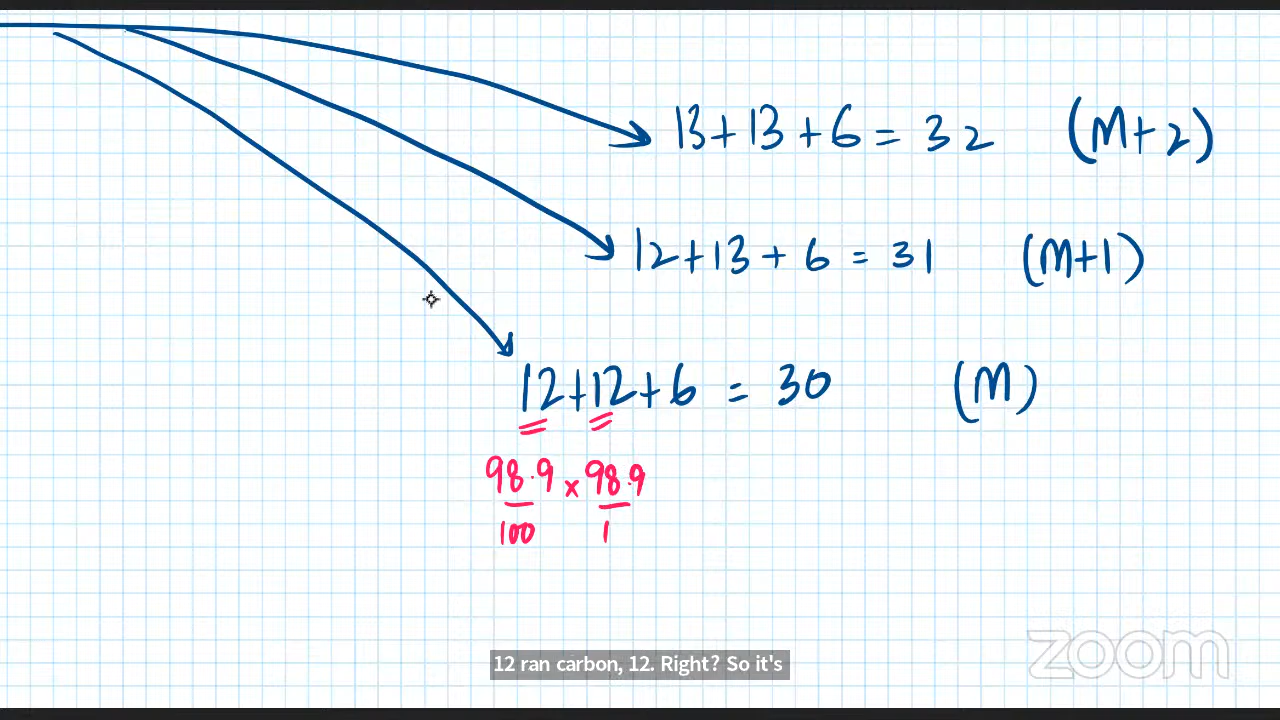 13+13+6 = 32 (M+2)
12+13+6 = 31 (M+1)
12+12+6 = 30 (M)
98.9 × 98.9
100 1
zoom
12 ran carbon, 12. Right? So it's